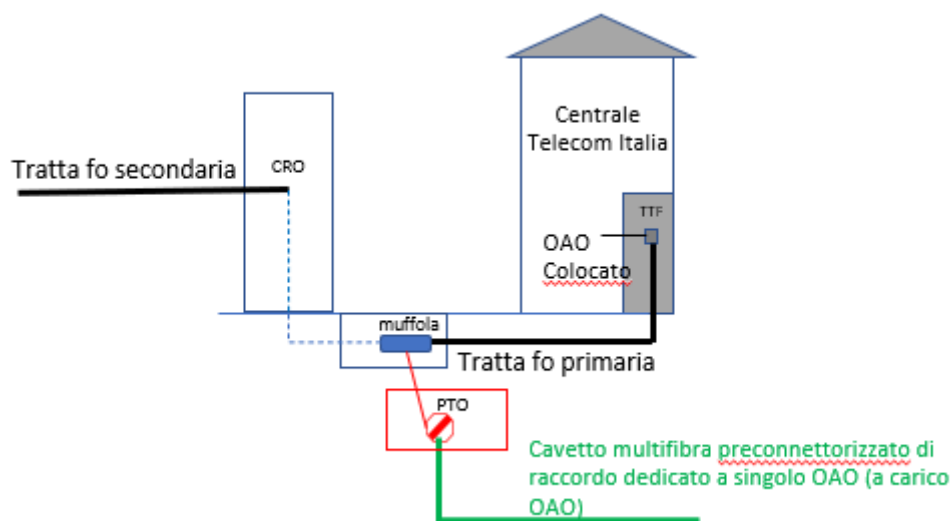 Centrale
Telecom Italia
Tratta fo secondaria
CRO
TTF
OAO
Colocato
muffola
Tratta fo primaria
PTO
Cavetto multifibra preconnettorizzato di
raccordo dedicato a singolo OAO (a carico
OAO)